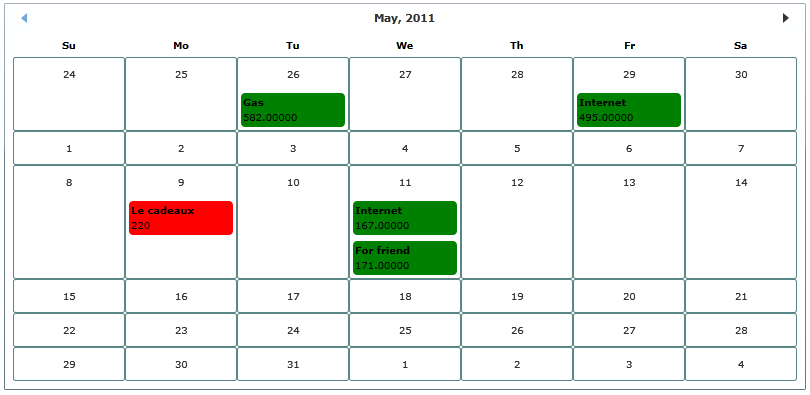 May, 2011
Su Mo Tu We Th Fr Sa
24 25 26 27 28 29 30
Gas Internet
582.00000 495.00000
1 2 3 4 5 6 7
8 9 10 11 12 13 14
Le cadeaux Internet
220 167.00000
For friend
171.00000
15 16 17 18 19 20 21
22 23 24 25 26 27 28
29 30 31 1 2 3 4